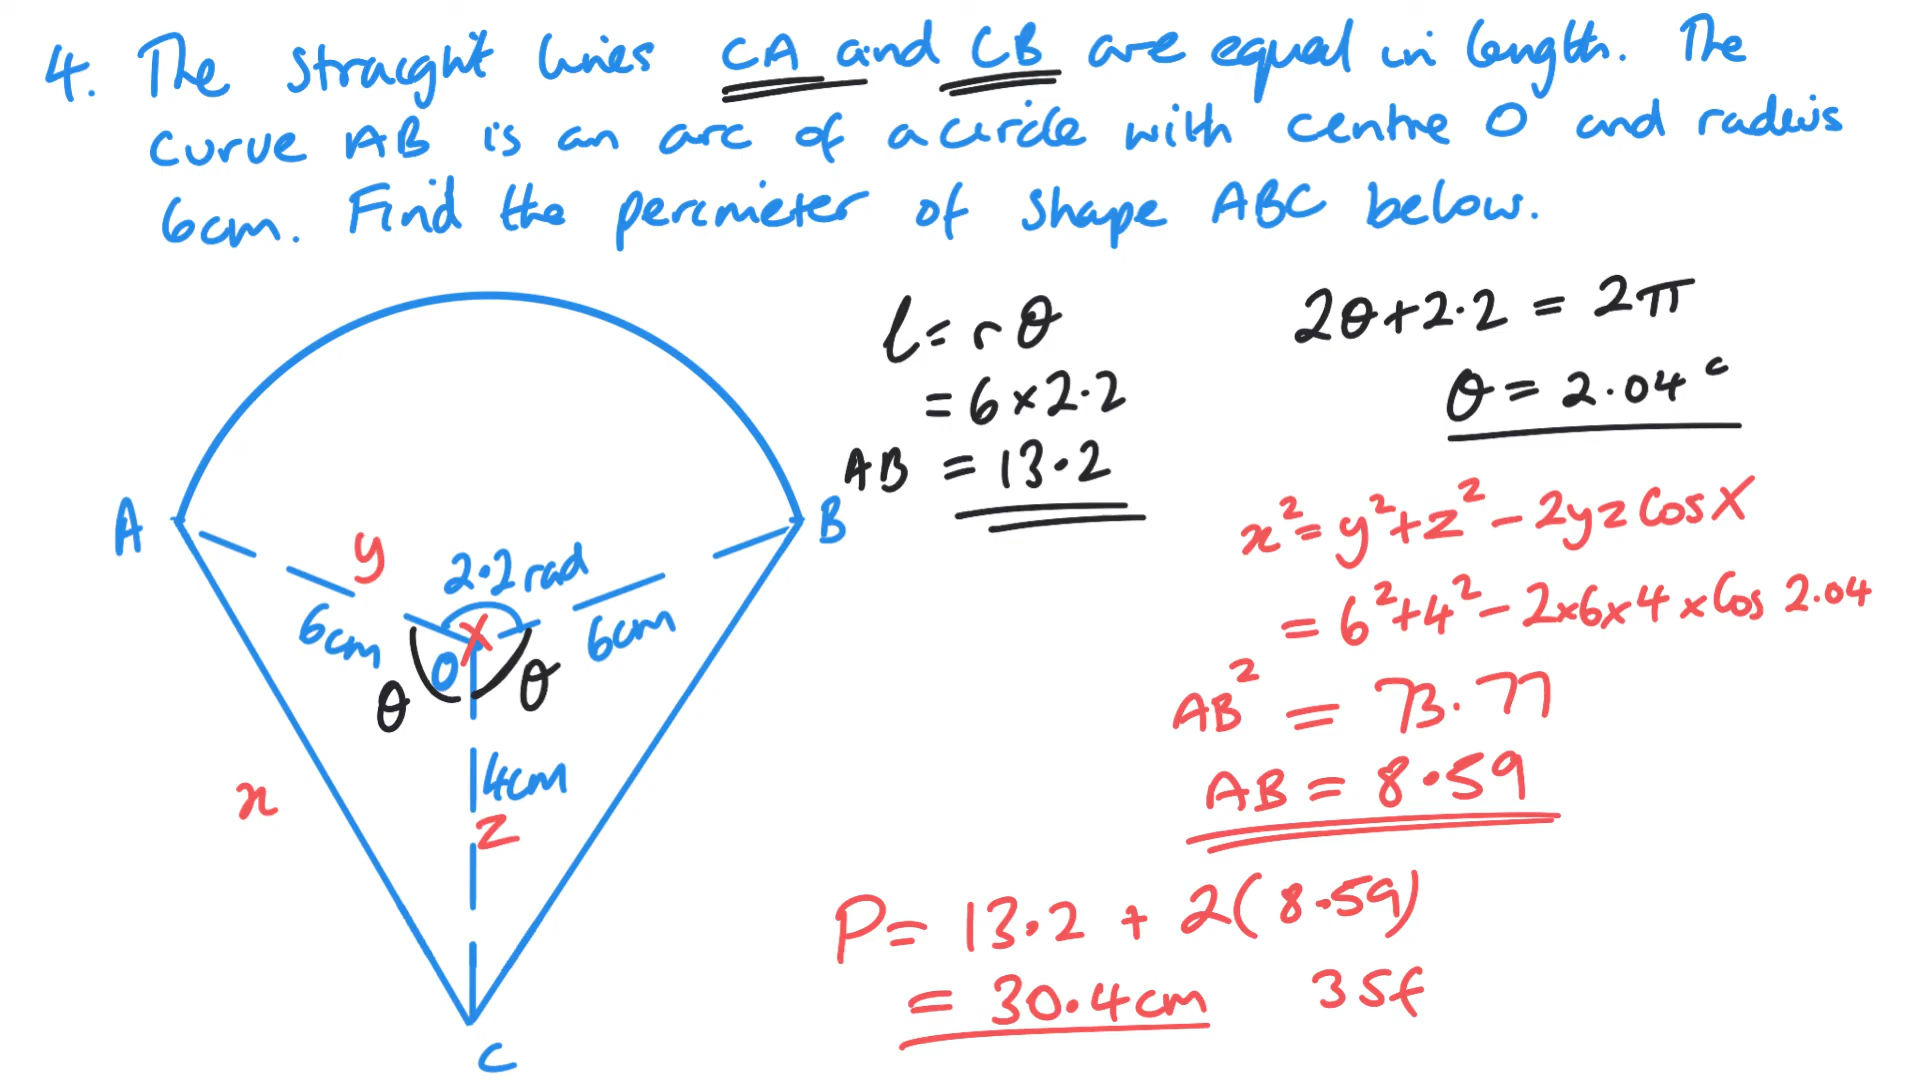 4. The straight lines CA and CB are equal in length. The
curve AB is an arc of a circle with centre O and radius
6cm. Find the perimeter of shape ABC below.
l = rθ
= 6 × 2.2
AB = 13.2
2θ + 2.2 = 2π
θ = 2.04 c
x² = y² + z² - 2yz Cos X
= 6² + 4² - 2×6×4 × Cos 2.04
AB² = 73.77
AB = 8.59
P = 13.2 + 2(8.59)
= 30.4cm 3sf
A
B
y
2.2 rad
6cm
6cm
X
O
θ
θ
4cm
z
x
C